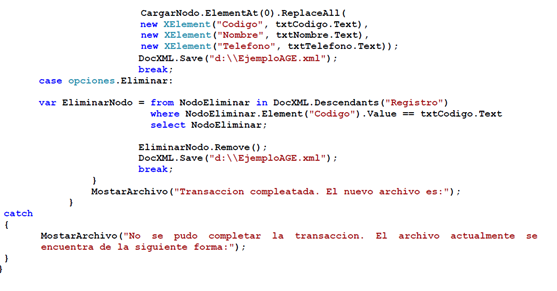 CargarNodo.ElementAt(0).ReplaceAll(
new XElement("Codigo", txtCodigo.Text),
new XElement("Nombre", txtNombre.Text),
new XElement("Telefono", txtTelefono.Text));
DocXML.Save("d:\\EjemploAGE.xml");
break;
case opciones.Eliminar:
var EliminarNodo = from NodoEliminar in DocXML.Descendants("Registro")
where NodoEliminar.Element("Codigo").Value == txtCodigo.Text
select NodoEliminar;
EliminarNodo.Remove();
DocXML.Save("d:\\EjemploAGE.xml");
break;
}
MostarArchivo("Transaccion compleatada. El nuevo archivo es:");
}
catch
{
MostarArchivo("No se pudo completar la transaccion. El archivo actualmente se
encuentra de la siguiente forma:");
}
}